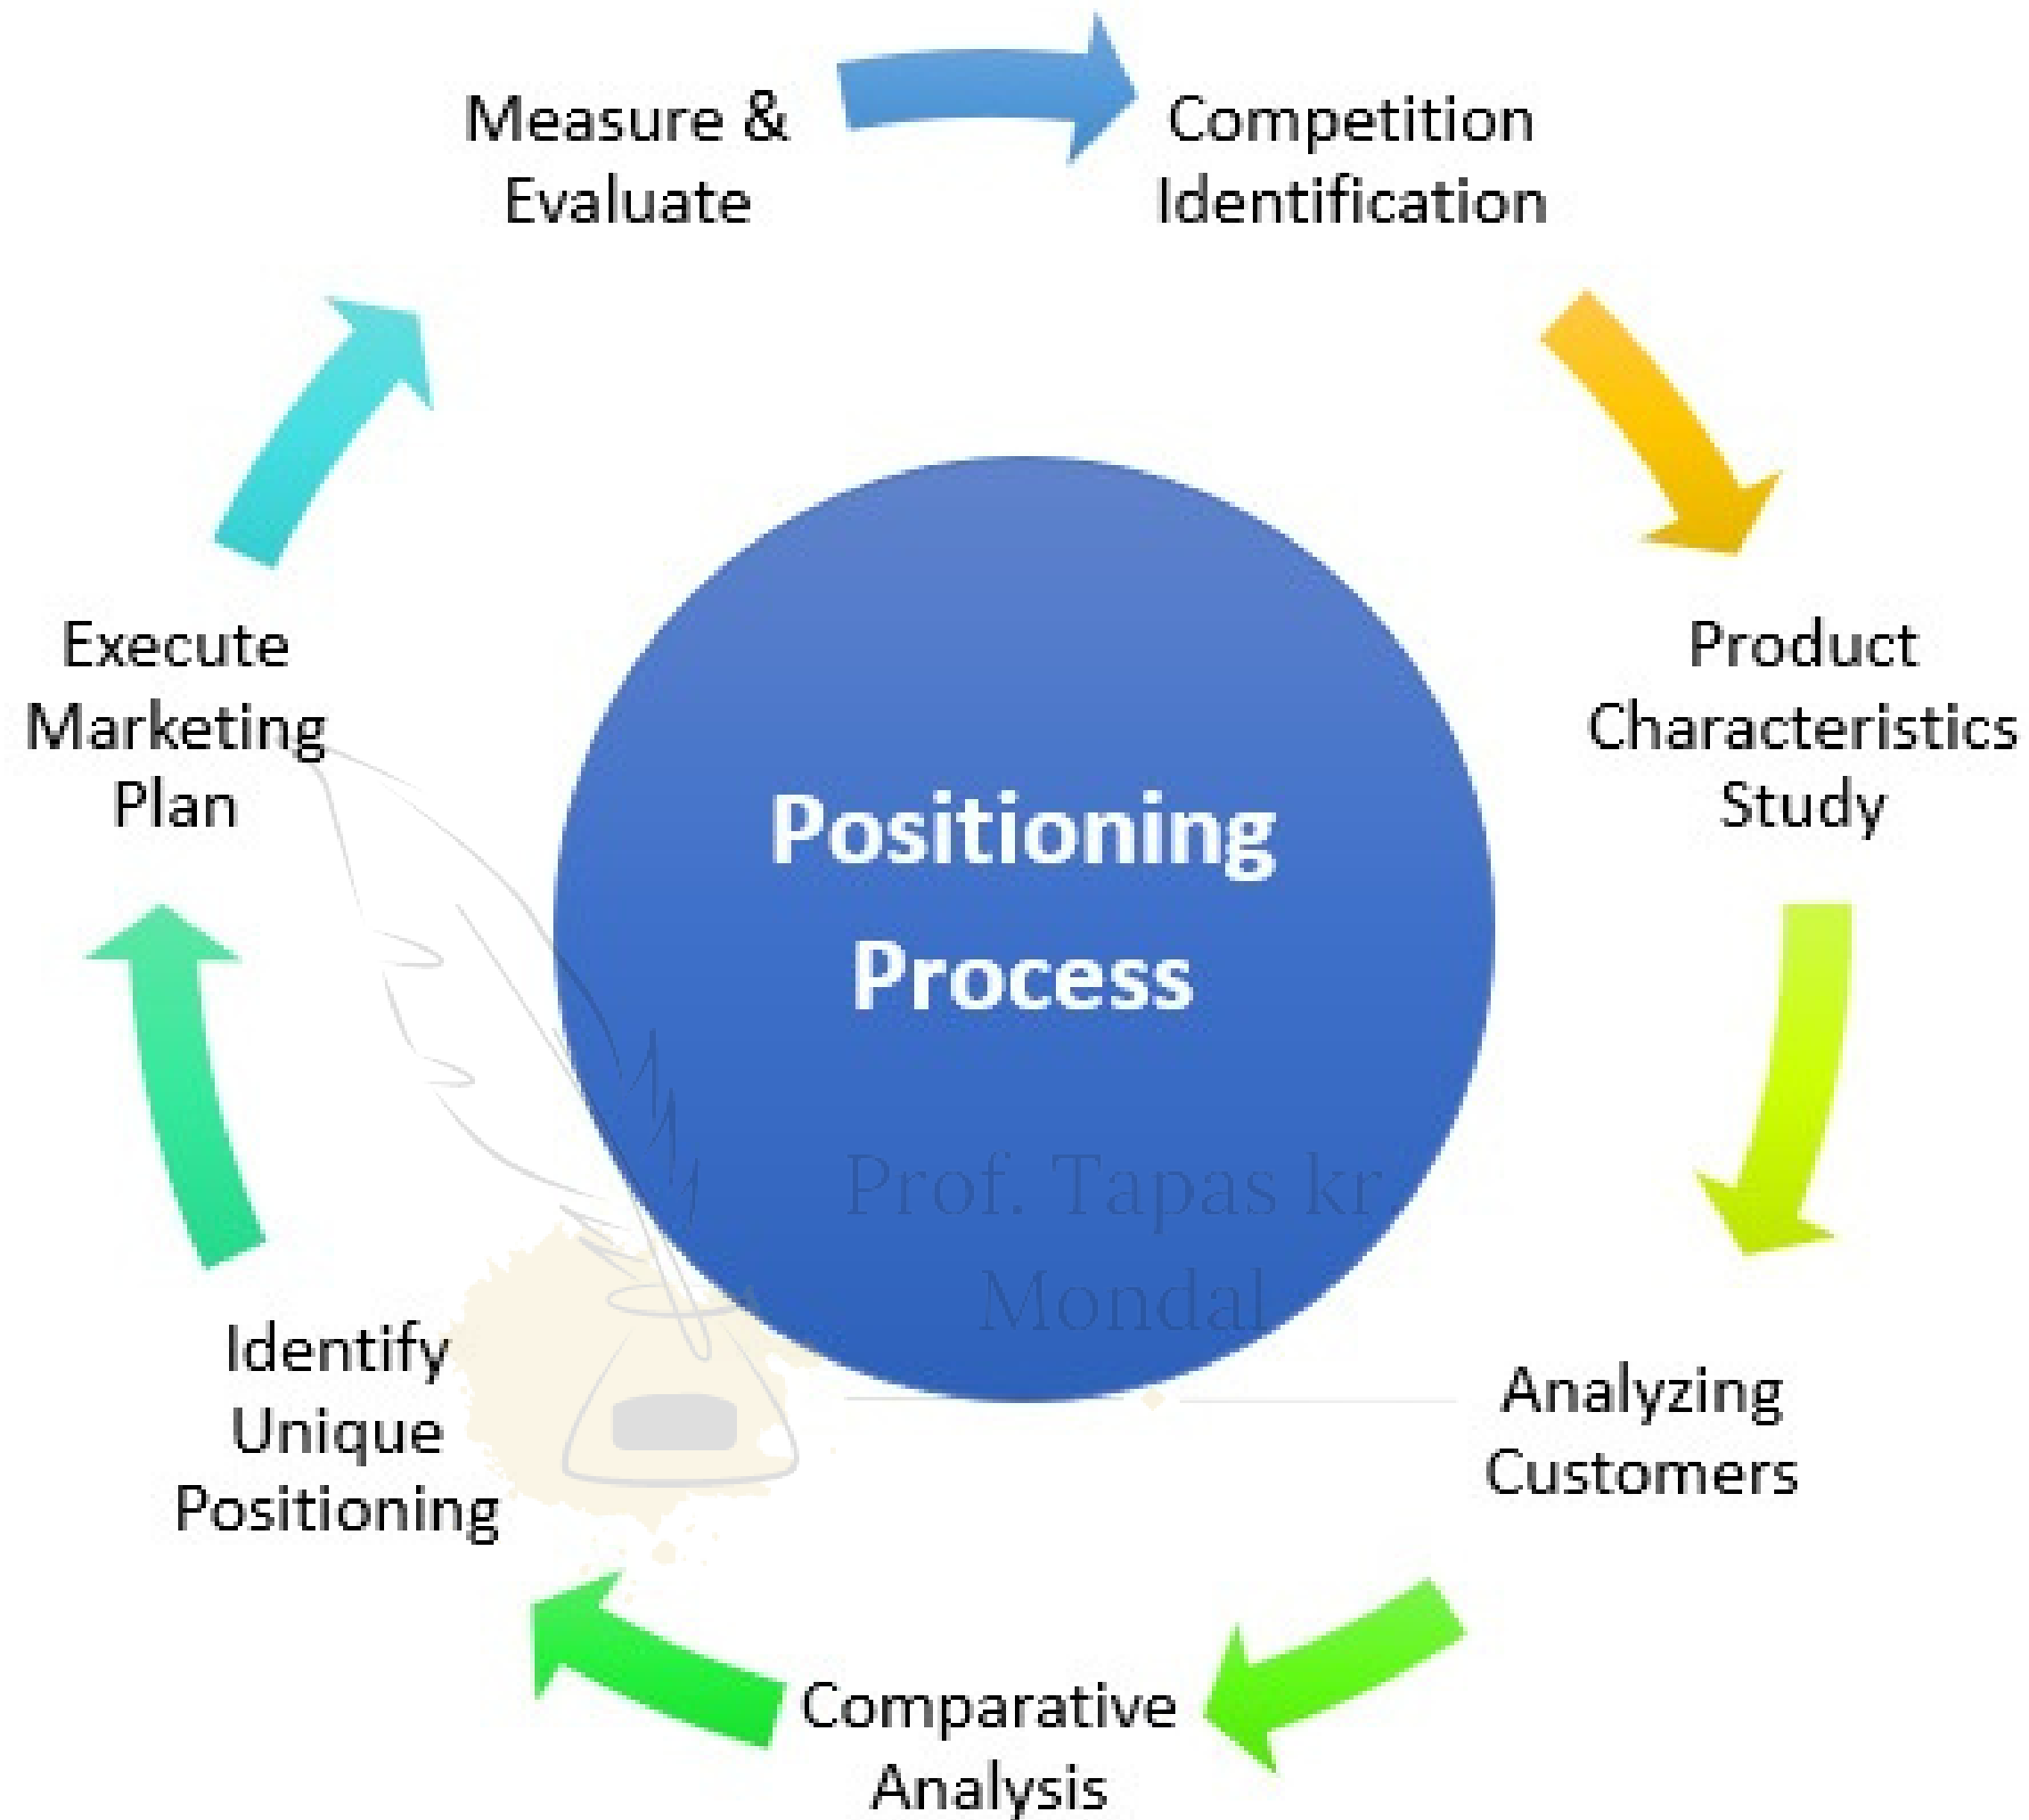 Measure &
Evaluate
Competition
Identification
Product
Characteristics
Study
Analyzing
Customers
Comparative
Analysis
Identify
Unique
Positioning
Execute
Marketing
Plan
Positioning
Process
Prof. Tapas kr
Mondal